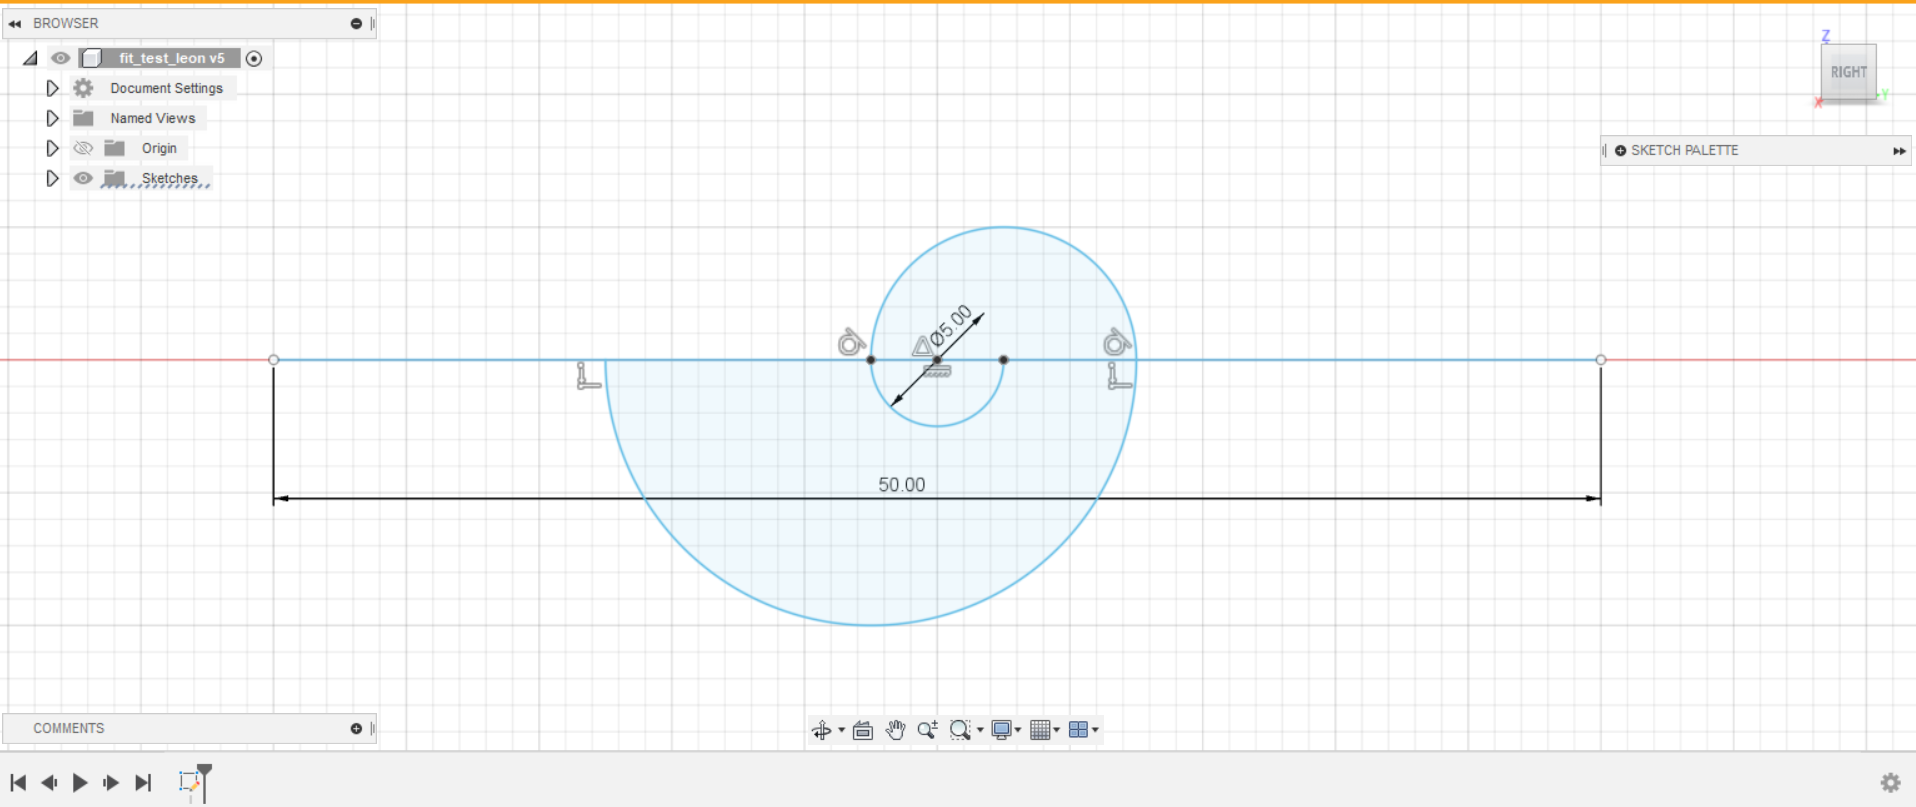 BROWSER
fit_test_leon v5
Document Settings
Named Views
Origin
Sketches
Z
RIGHT
X
Y
SKETCH PALETTE
Ø5.00
50.00
COMMENTS